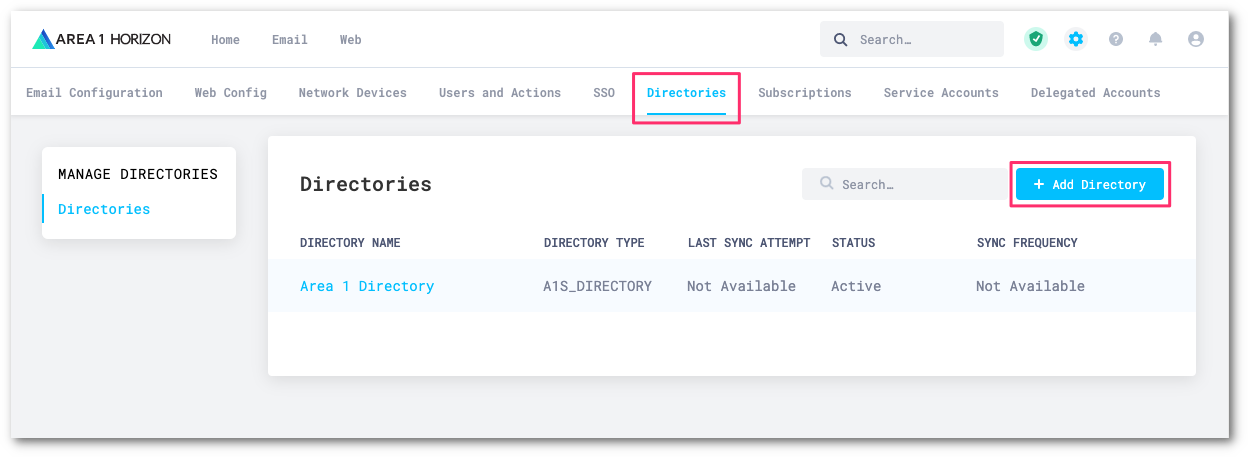 AREA 1 HORIZON Home Email Web Search…
Email Configuration Web Config Network Devices Users and Actions SSO Directories Subscriptions Service Accounts Delegated Accounts
MANAGE DIRECTORIES
Directories
Directories Search… + Add Directory
DIRECTORY NAME DIRECTORY TYPE LAST SYNC ATTEMPT STATUS SYNC FREQUENCY
Area 1 Directory A1S_DIRECTORY Not Available Active Not Available